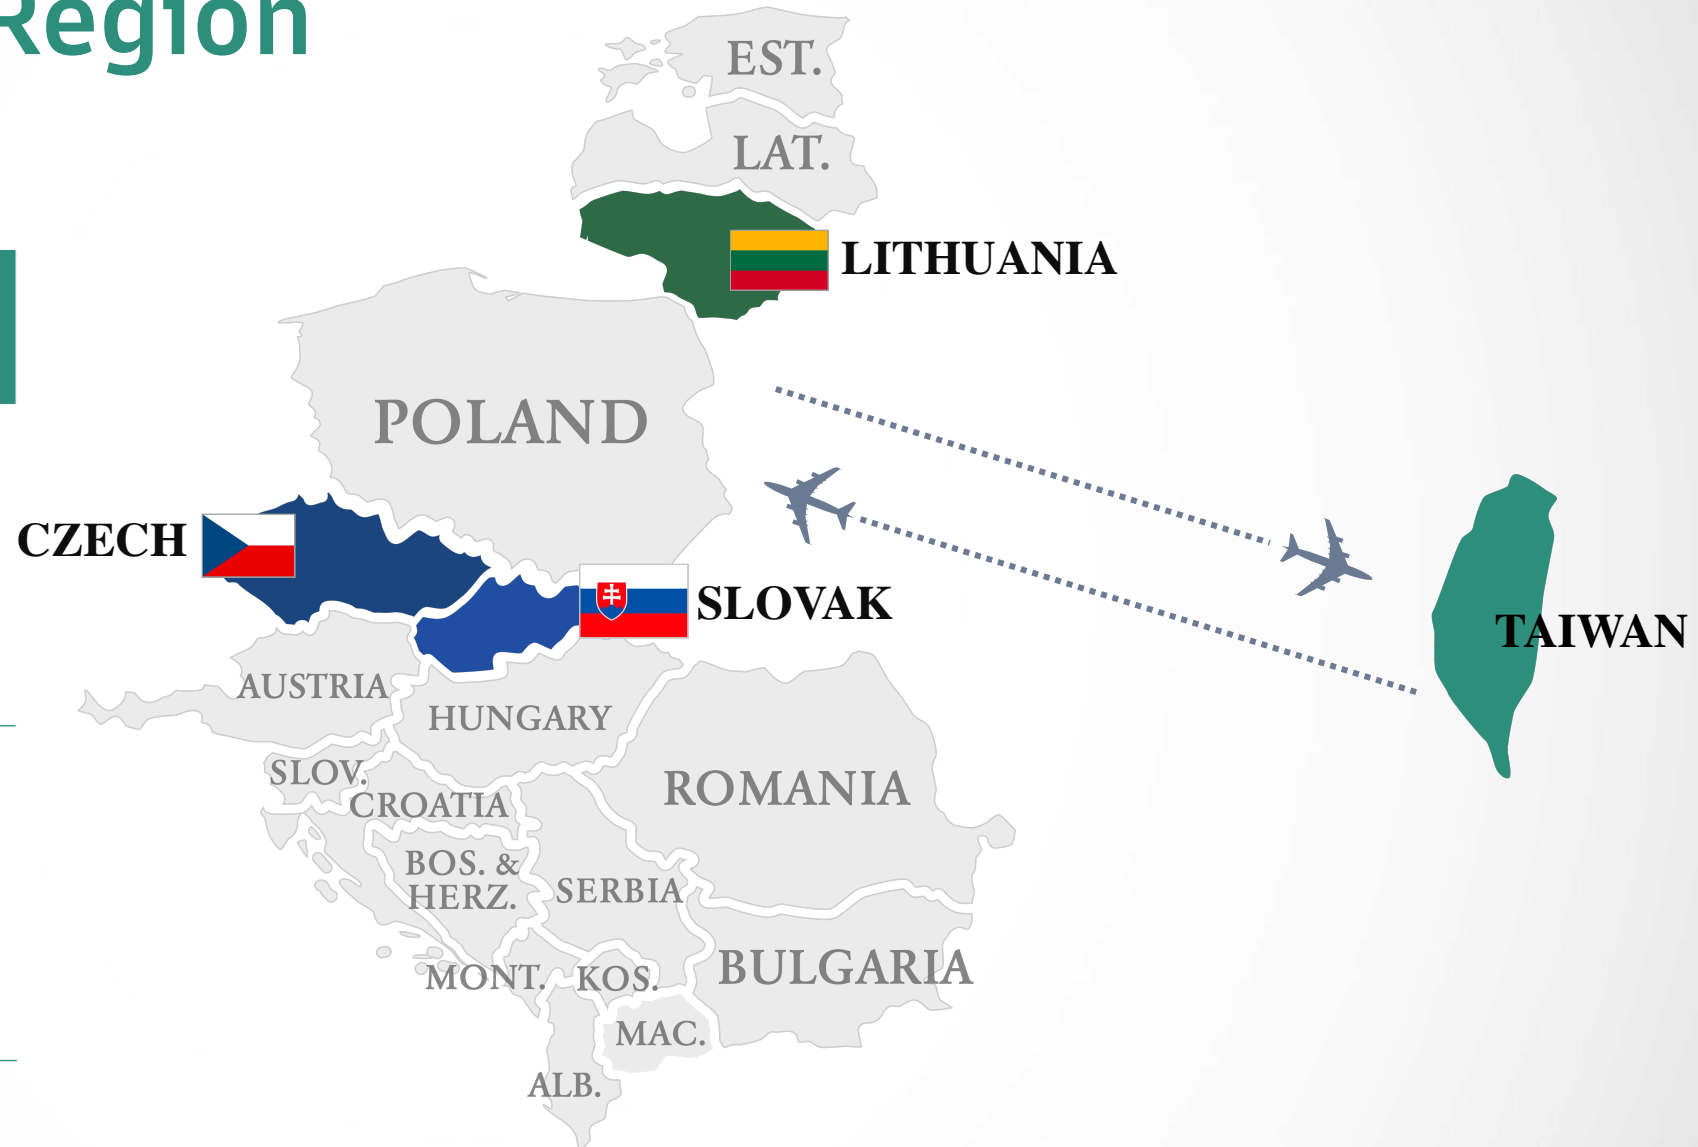 Region
EST.
LAT.
LITHUANIA
POLAND
CZECH
SLOVAK
TAIWAN
AUSTRIA
HUNGARY
SLOV.
CROATIA
ROMANIA
BOS. &
HERZ.
SERBIA
BULGARIA
MONT.
KOS.
MAC.
ALB.